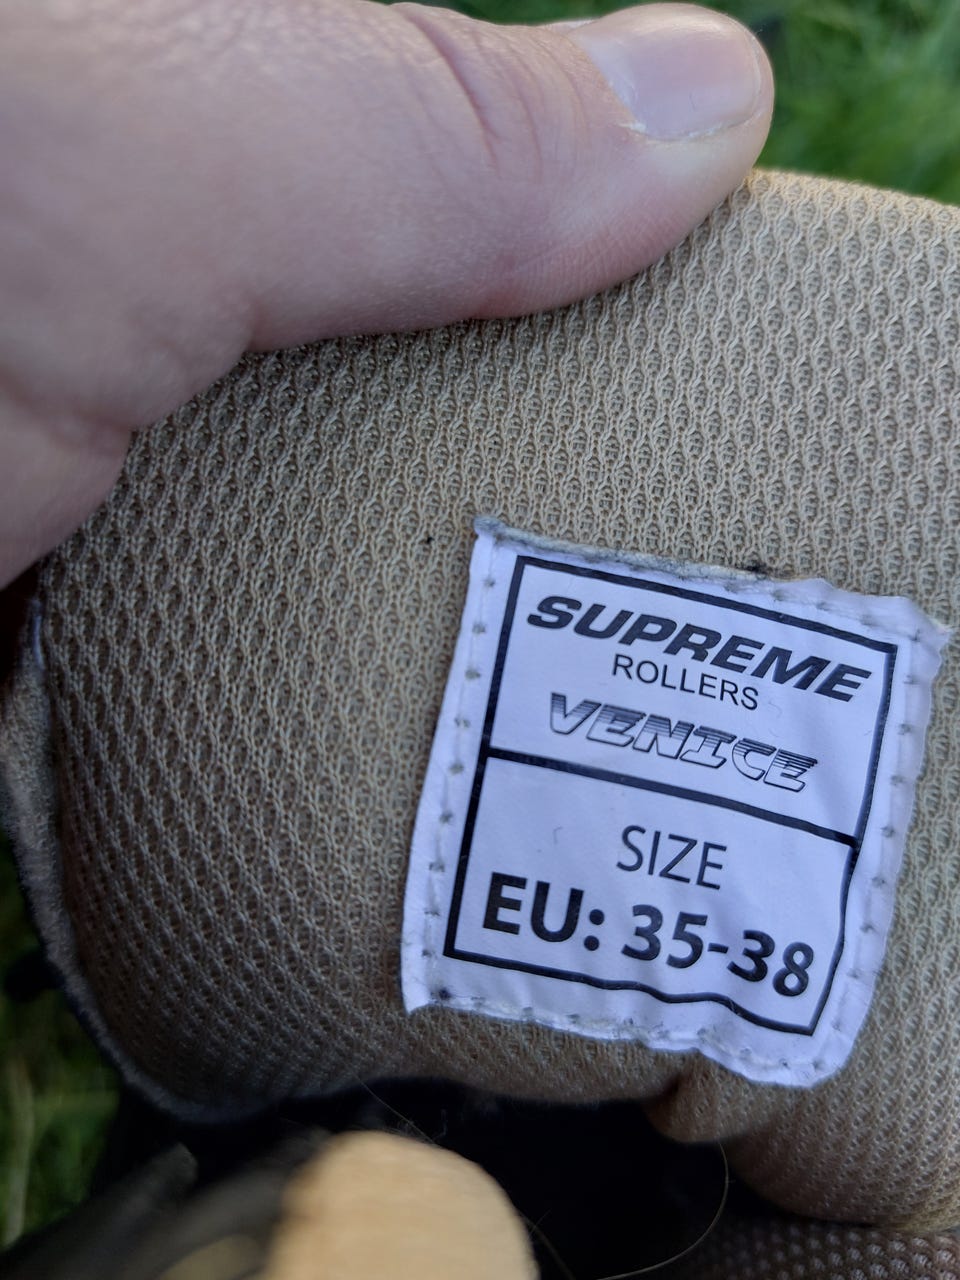 SUPREME
ROLLERS
VENICE
SIZE
EU: 35-38